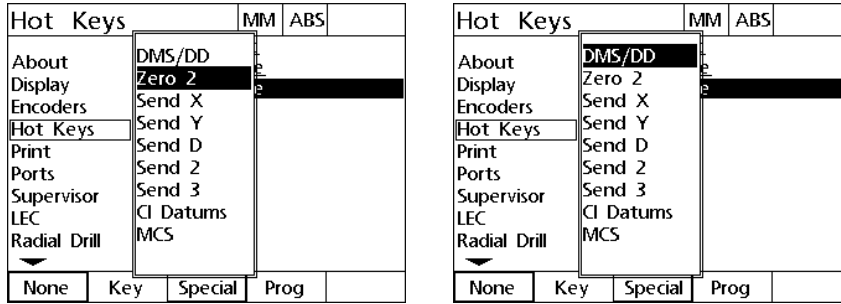 Hot Keys MM ABS
About
Display
Encoders
Hot Keys
Print
Ports
Supervisor
LEC
Radial Drill
DMS/DD
Zero 2
Send X
Send Y
Send D
Send 2
Send 3
CI Datums
MCS
e
e
None Key Special Prog
Hot Keys MM ABS
About
Display
Encoders
Hot Keys
Print
Ports
Supervisor
LEC
Radial Drill
DMS/DD
Zero 2
Send X
Send Y
Send D
Send 2
Send 3
CI Datums
MCS
e
e
None Key Special Prog